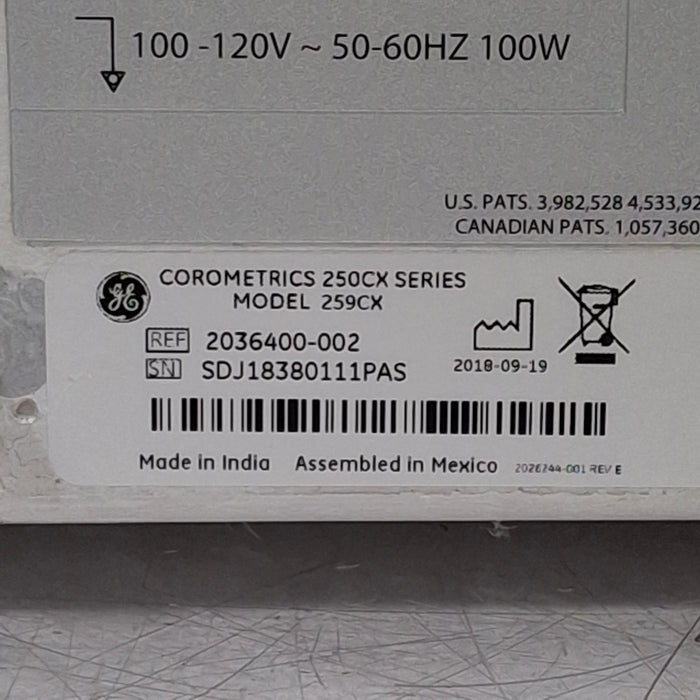 100 -120V ~ 50-60HZ 100W
U.S. PATS. 3,982,528 4,533,92
CANADIAN PATS. 1,057,360
GE
COROMETRICS 250CX SERIES
MODEL 259CX
REF 2036400-002
SN SDJ18380111PAS
2018-09-19
Made in India Assembled in Mexico 2026244-001 REV E